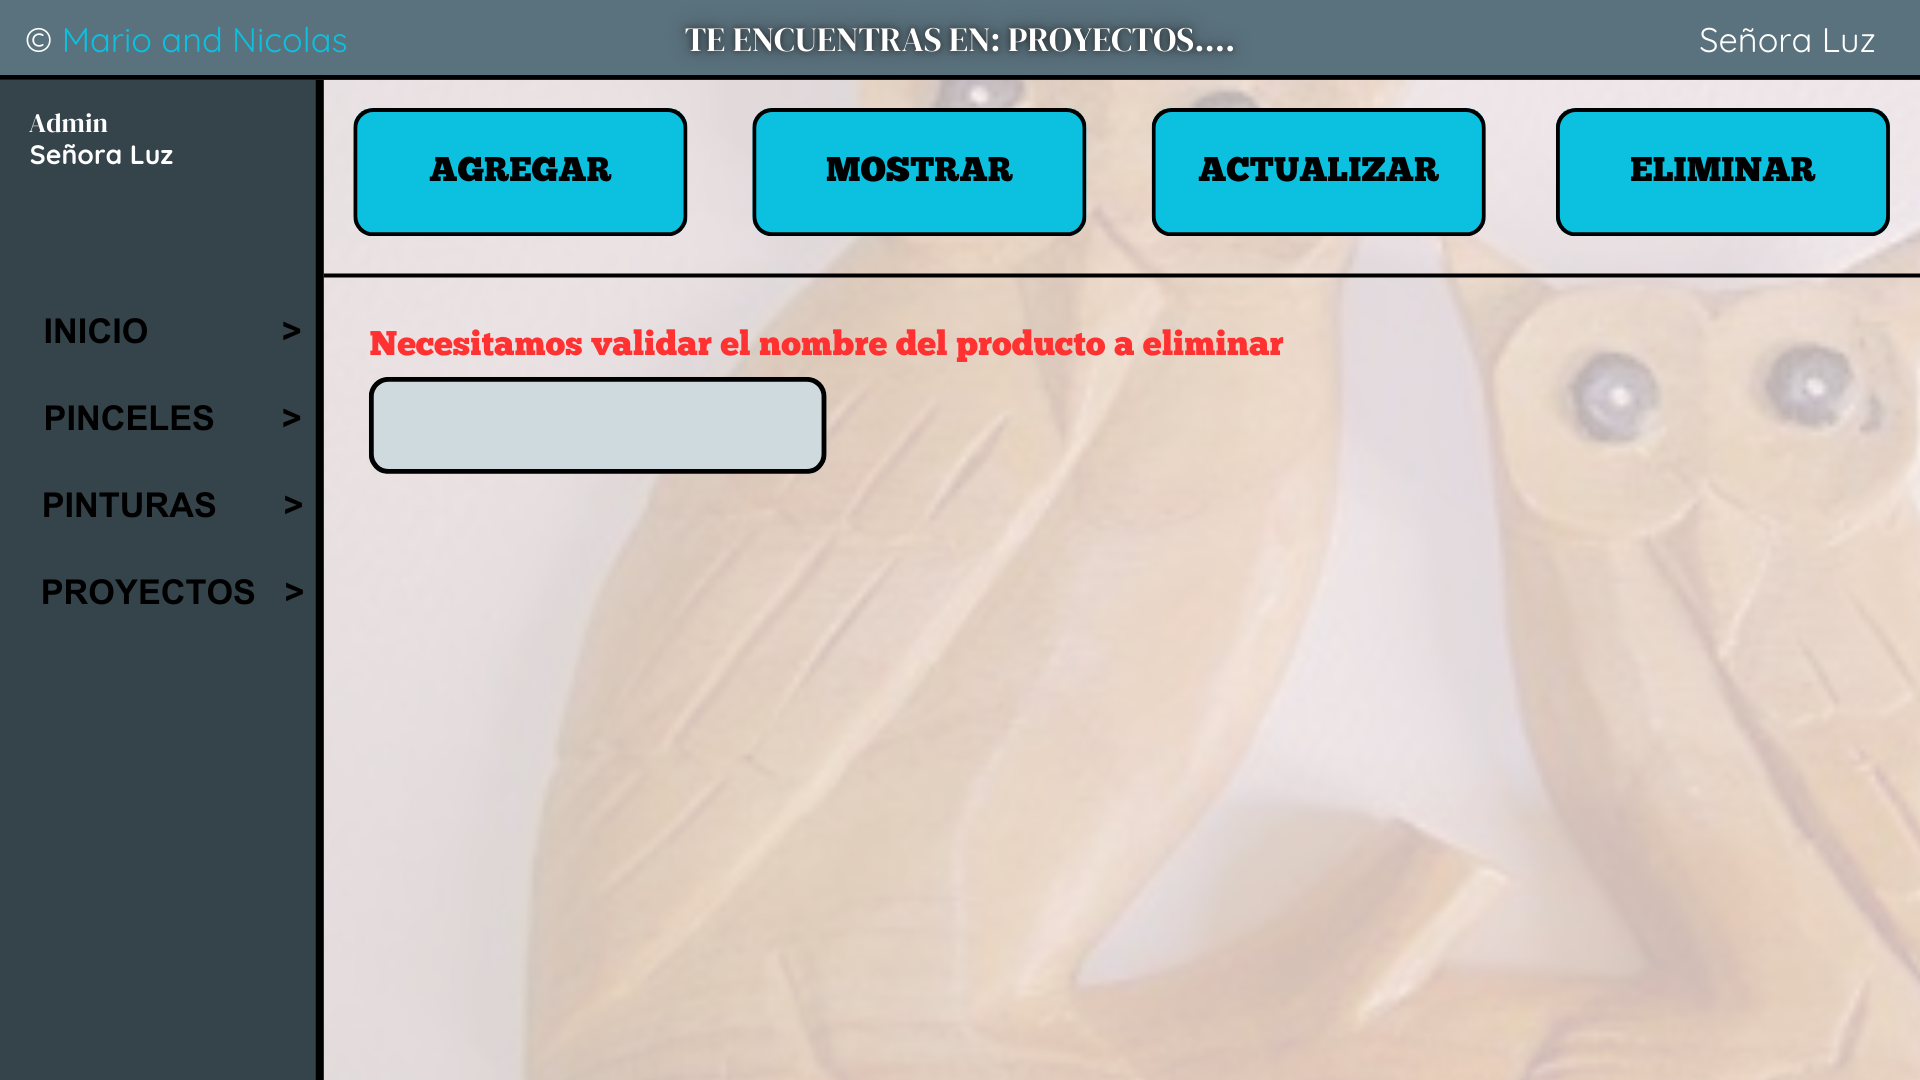 © Mario and Nicolas
TE ENCUENTRAS EN: PROYECTOS....
Señora Luz
Admin
Señora Luz
INICIO >
PINCELES >
PINTURAS >
PROYECTOS >
AGREGAR
MOSTRAR
ACTUALIZAR
ELIMINAR
Necesitamos validar el nombre del producto a eliminar